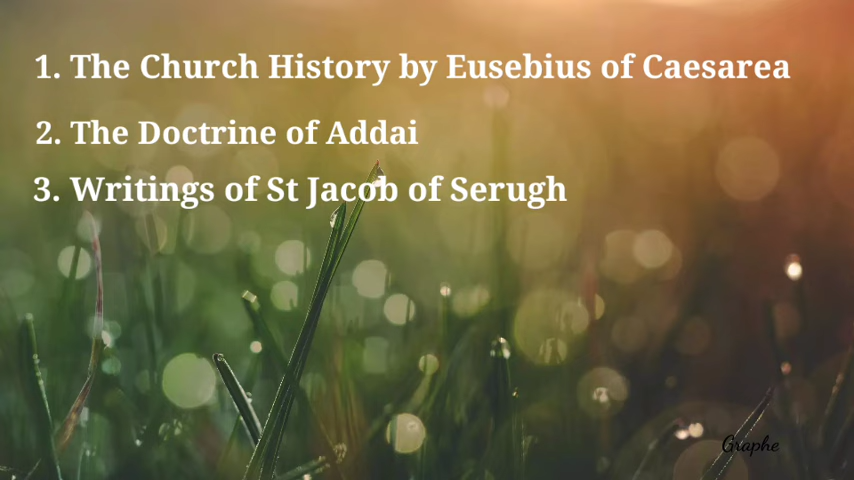 1. The Church History by Eusebius of Caesarea
2. The Doctrine of Addai
3. Writings of St Jacob of Serugh
Graphe